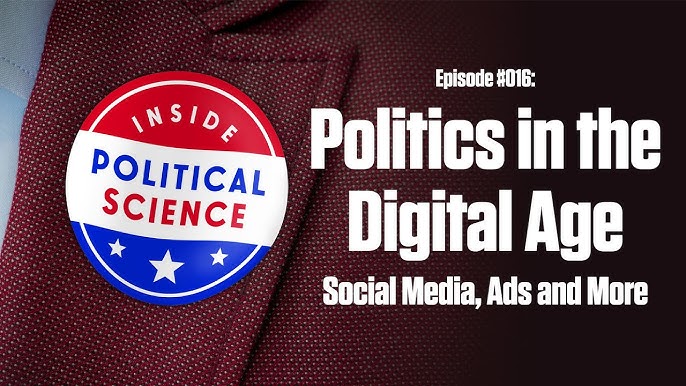 INSIDE
POLITICAL
SCIENCE
Episode #016:
Politics in the
Digital Age
Social Media, Ads and More